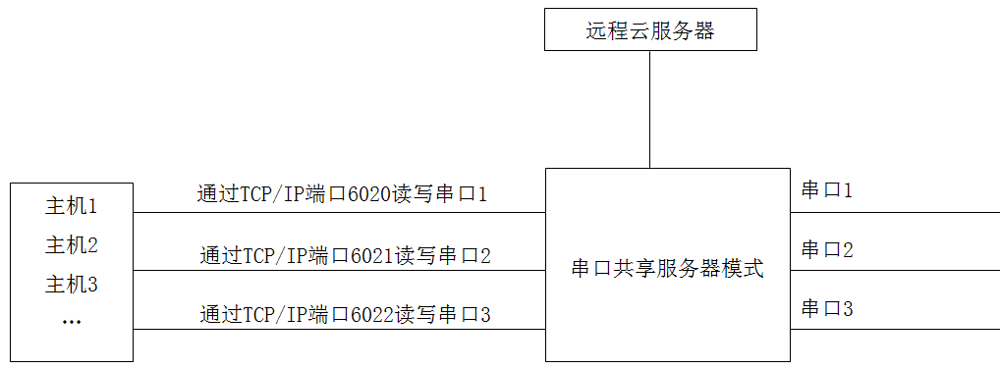 远程云服务器
主机1
主机2
主机3
...
通过TCP/IP端口6020读写串口1
通过TCP/IP端口6021读写串口2
通过TCP/IP端口6022读写串口3
串口共享服务器模式
串口1
串口2
串口3